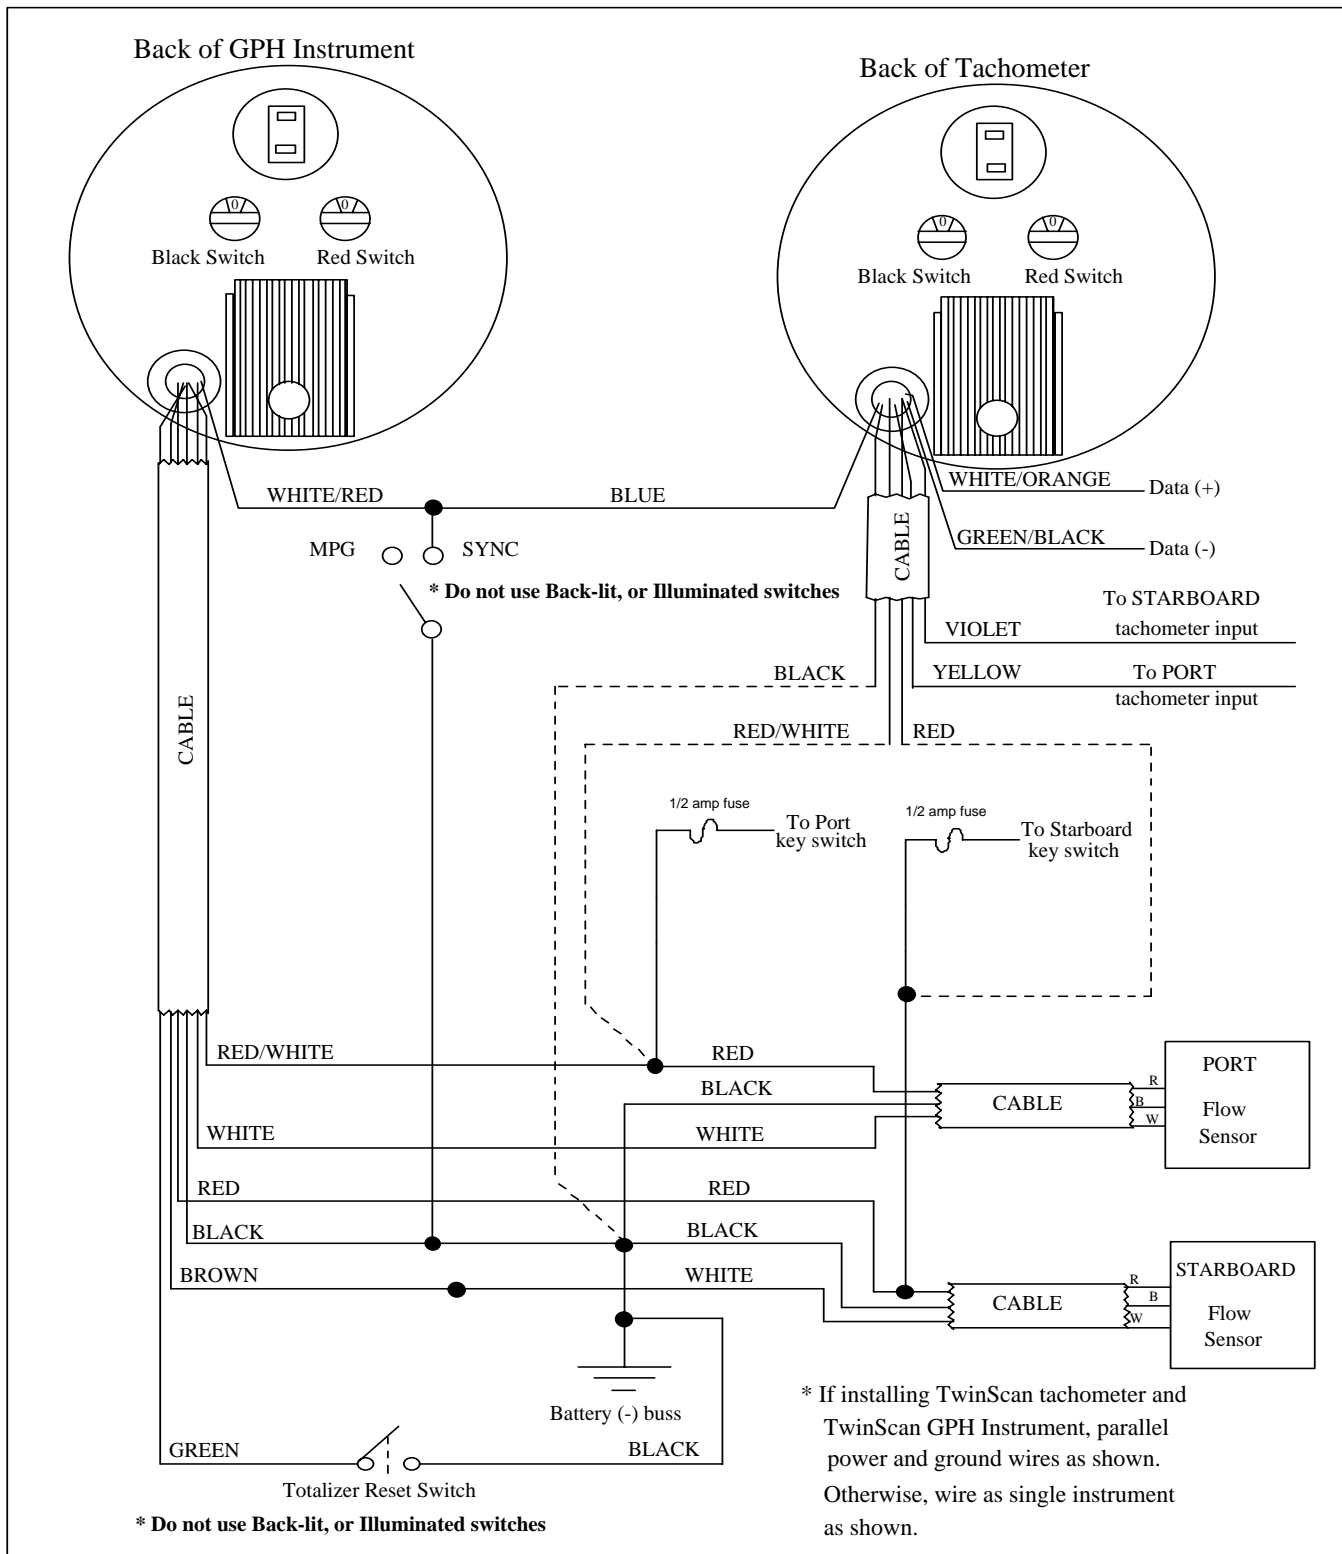 Back of GPH Instrument
Back of Tachometer
0
0
Black Switch
Red Switch
0
0
Black Switch
Red Switch
WHITE/RED
BLUE
WHITE/ORANGE
Data (+)
GREEN/BLACK
Data (-)
CABLE
MPG
SYNC
* Do not use Back-lit, or Illuminated switches
To STARBOARD
VIOLET
tachometer input
BLACK
YELLOW
To PORT
tachometer input
CABLE
RED/WHITE
RED
1/2 amp fuse
To Port
key switch
1/2 amp fuse
To Starboard
key switch
RED/WHITE
RED
BLACK
CABLE
R
B
W
PORT
Flow
Sensor
WHITE
WHITE
RED
RED
BLACK
BLACK
BROWN
WHITE
CABLE
R
B
W
STARBOARD
Flow
Sensor
Battery (-) buss
GREEN
BLACK
Totalizer Reset Switch
* Do not use Back-lit, or Illuminated switches
* If installing TwinScan tachometer and
TwinScan GPH Instrument, parallel
power and ground wires as shown.
Otherwise, wire as single instrument
as shown.